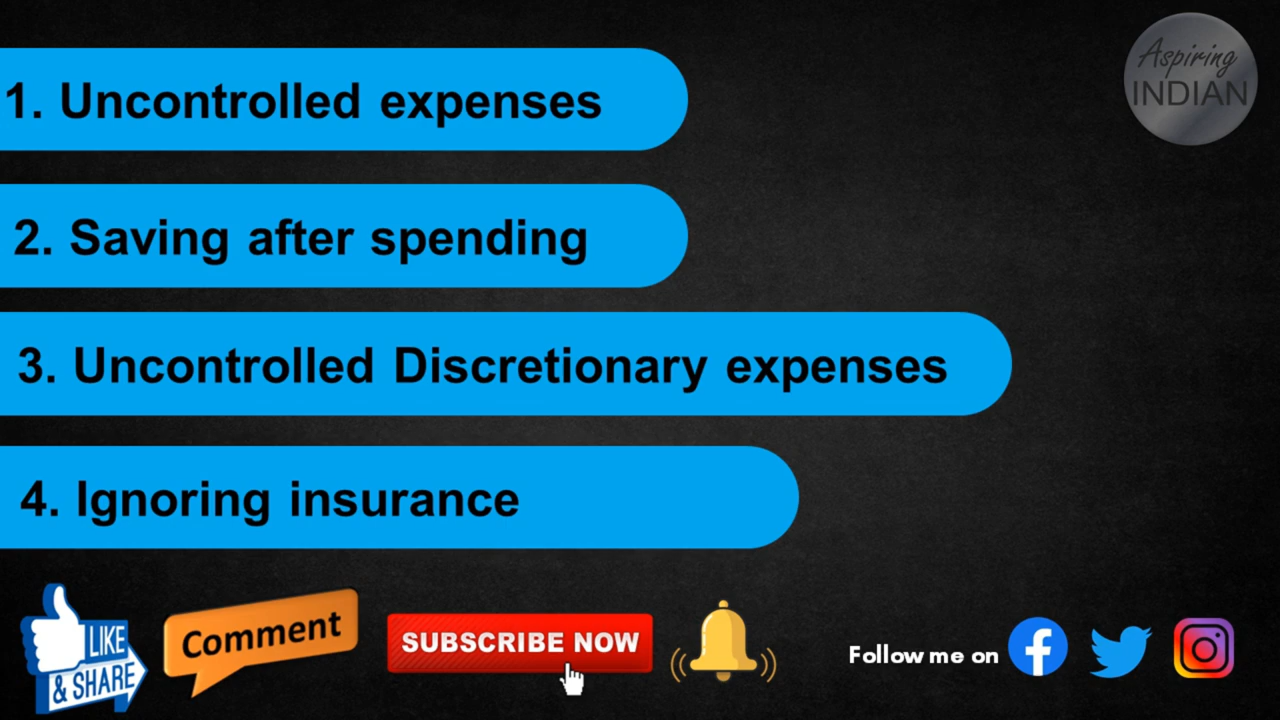 Aspiring
INDIAN
1. Uncontrolled expenses
2. Saving after spending
3. Uncontrolled Discretionary expenses
4. Ignoring insurance
LIKE
& SHARE
Comment
SUBSCRIBE NOW
Follow me on